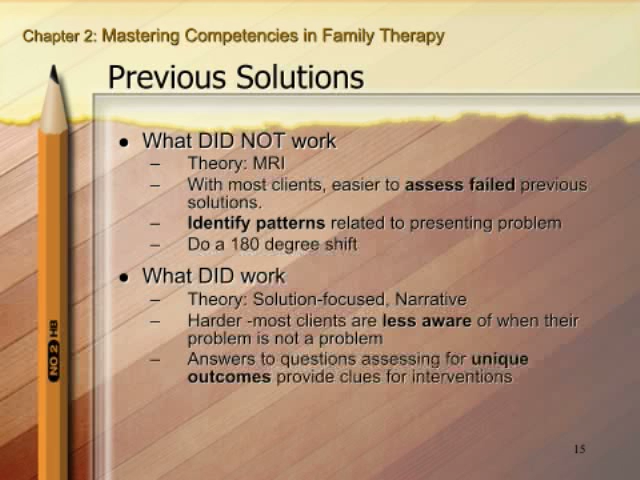 Chapter 2: Mastering Competencies in Family Therapy
Previous Solutions
• What DID NOT work
– Theory: MRI
– With most clients, easier to assess failed previous
solutions.
– Identify patterns related to presenting problem
– Do a 180 degree shift
• What DID work
– Theory: Solution-focused, Narrative
– Harder -most clients are less aware of when their
problem is not a problem
– Answers to questions assessing for unique
outcomes provide clues for interventions
NO 2 HB
15